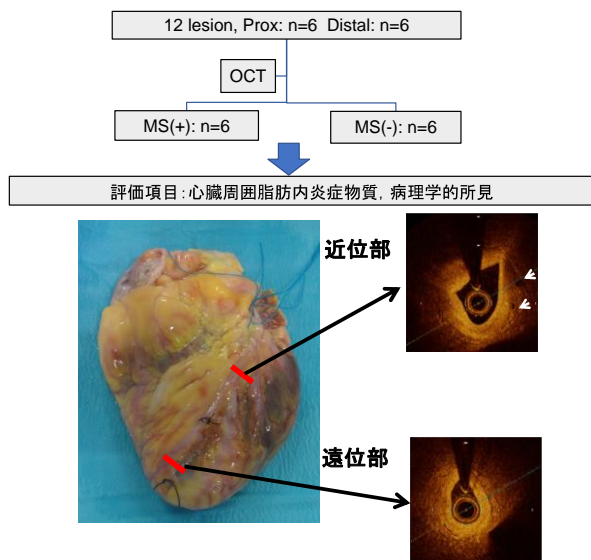 12 lesion, Prox: n=6  Distal: n=6
OCT
MS(+): n=6
MS(-): n=6
評価項目：心臓周囲脂肪内炎症物質，病理学的所見
近位部
遠位部